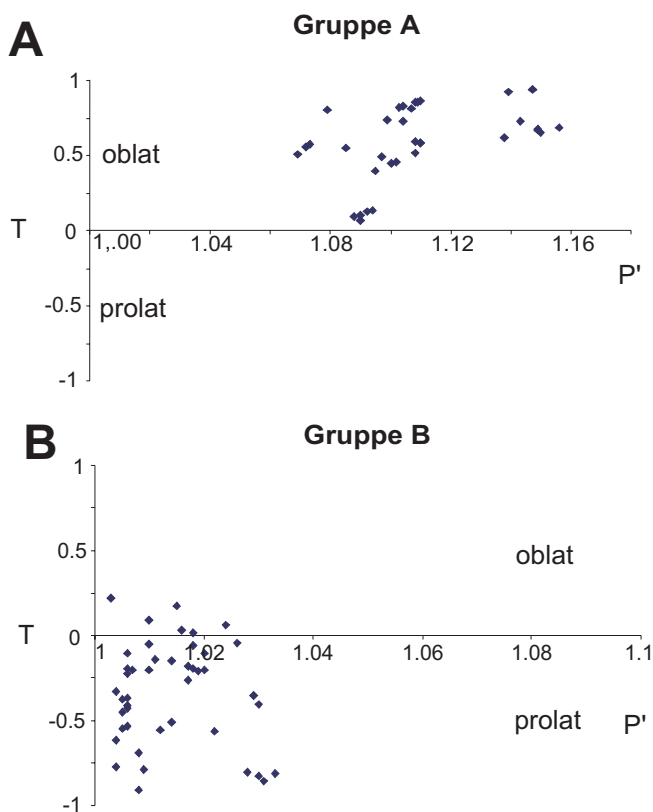 A
Gruppe A
1
oblat
0.5
T
0
1,.00
1.04
1.08
1.12
1.16
P'
-0.5
prolat
-1
B
Gruppe B
1
0.5
oblat
T
0
1
1.02
1.04
1.06
1.08
1.1
-0.5
prolat
P'
-1